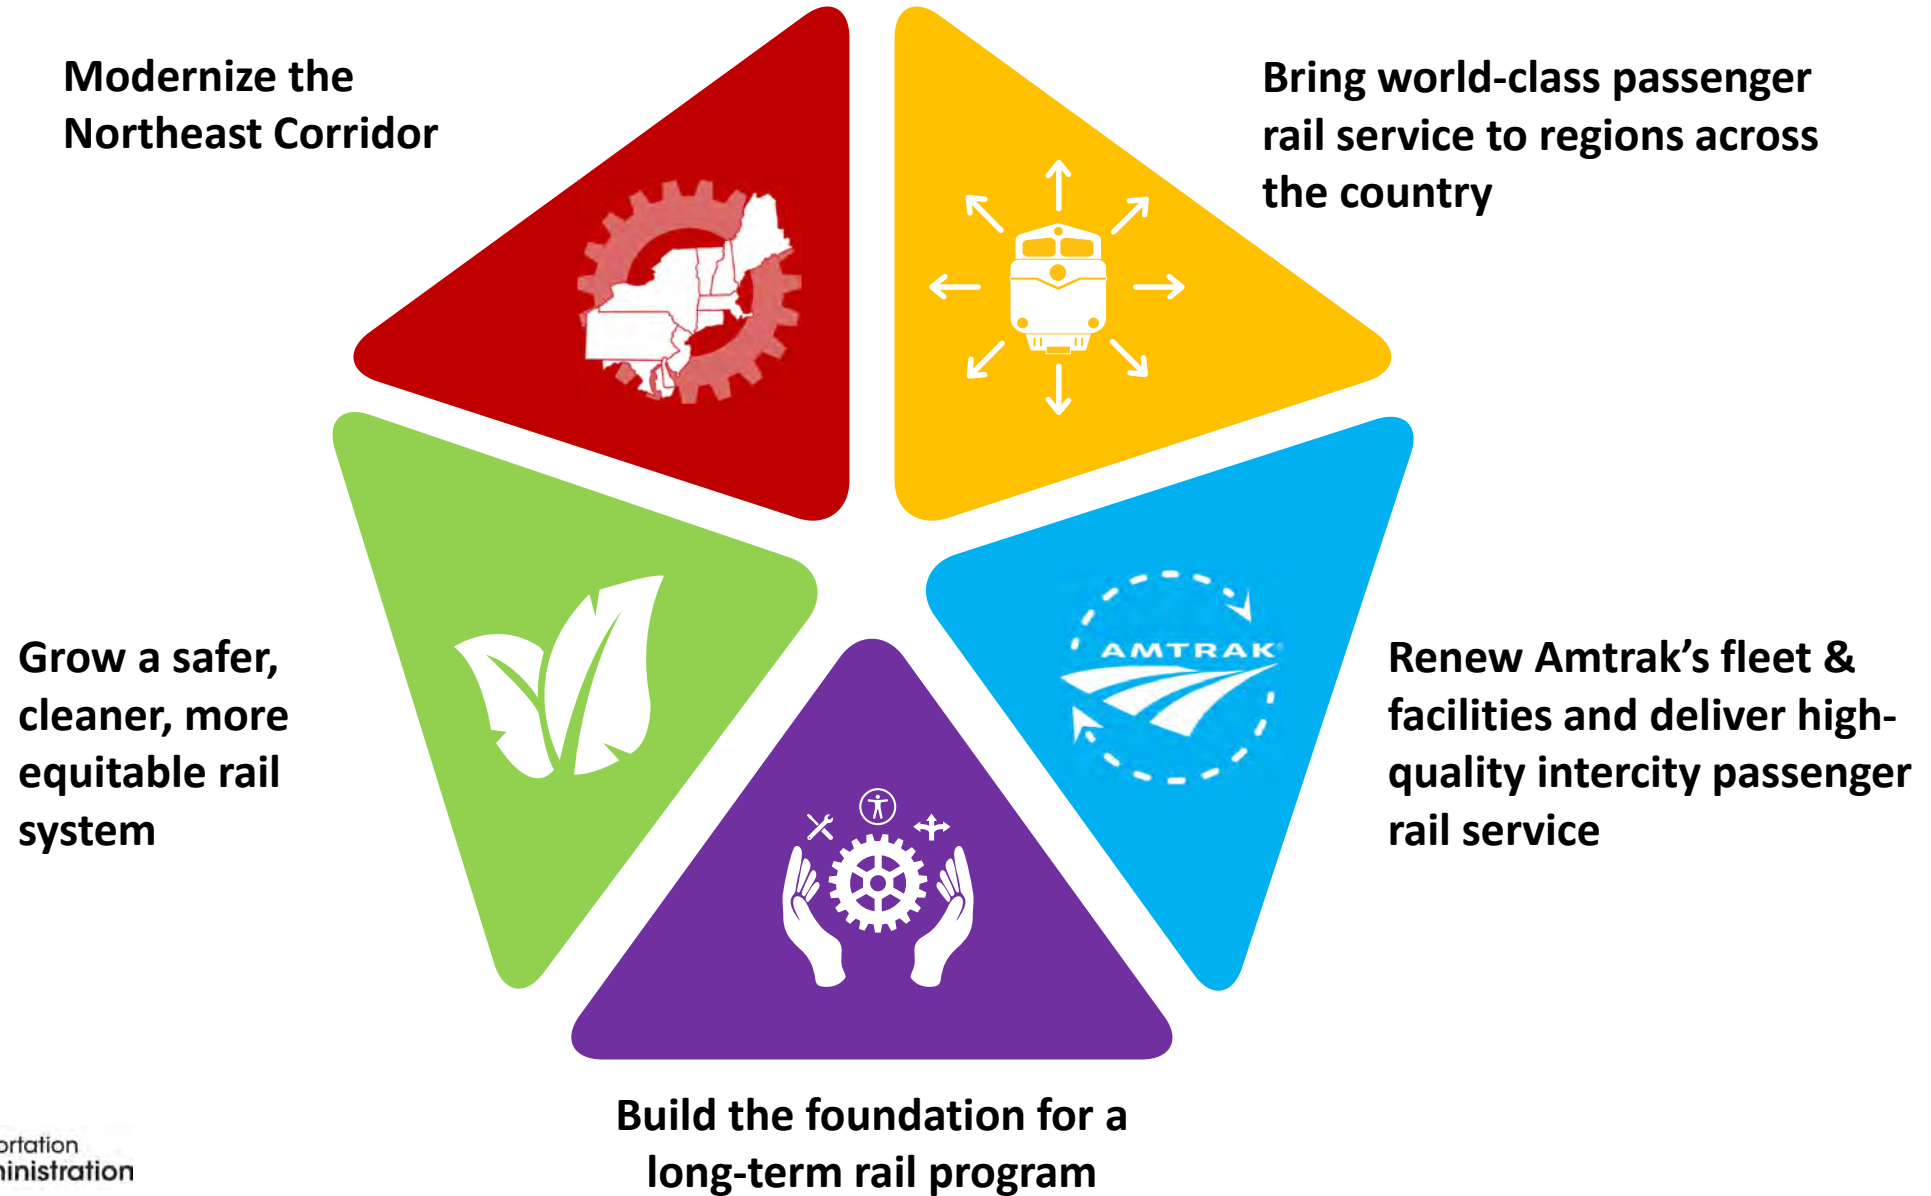 Modernize the
Northeast Corridor
Bring world-class passenger
rail service to regions across
the country
AMTRAK
Renew Amtrak’s fleet &
facilities and deliver high-
quality intercity passenger
rail service
Grow a safer,
cleaner, more
equitable rail
system
Build the foundation for a
long-term rail program